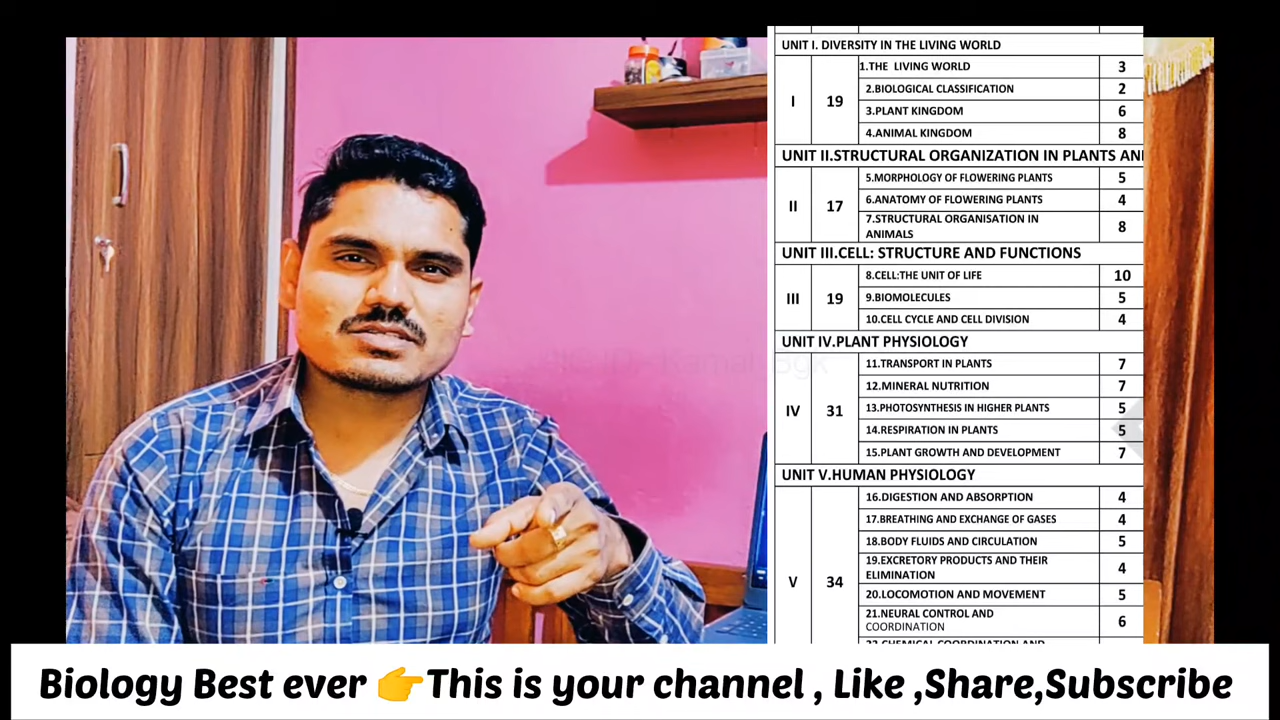 UNIT I. DIVERSITY IN THE LIVING WORLD
I 19
1.THE LIVING WORLD 3
2.BIOLOGICAL CLASSIFICATION 2
3.PLANT KINGDOM 6
4.ANIMAL KINGDOM 8
UNIT II.STRUCTURAL ORGANIZATION IN PLANTS
II 17
5.MORPHOLOGY OF FLOWERING PLANTS 5
6.ANATOMY OF FLOWERING PLANTS 4
7.STRUCTURAL ORGANISATION IN
ANIMALS 8
UNIT III.CELL: STRUCTURE AND FUNCTIONS
III 19
8.CELL:THE UNIT OF LIFE 10
9.BIOMOLECULES 5
10.CELL CYCLE AND CELL DIVISION 4
UNIT IV.PLANT PHYSIOLOGY
IV 31
11.TRANSPORT IN PLANTS 7
12.MINERAL NUTRITION 7
13.PHOTOSYNTHESIS IN HIGHER PLANTS 5
14.RESPIRATION IN PLANTS 5
15.PLANT GROWTH AND DEVELOPMENT 7
UNIT V.HUMAN PHYSIOLOGY
V 34
16.DIGESTION AND ABSORPTION 4
17.BREATHING AND EXCHANGE OF GASES 4
18.BODY FLUIDS AND CIRCULATION 5
19.EXCRETORY PRODUCTS AND THEIR
ELIMINATION 4
20.LOCOMOTION AND MOVEMENT 5
21.NEURAL CONTROL AND
COORDINATION 6
Biology Best ever 👉This is your channel , Like ,Share,Subscribe